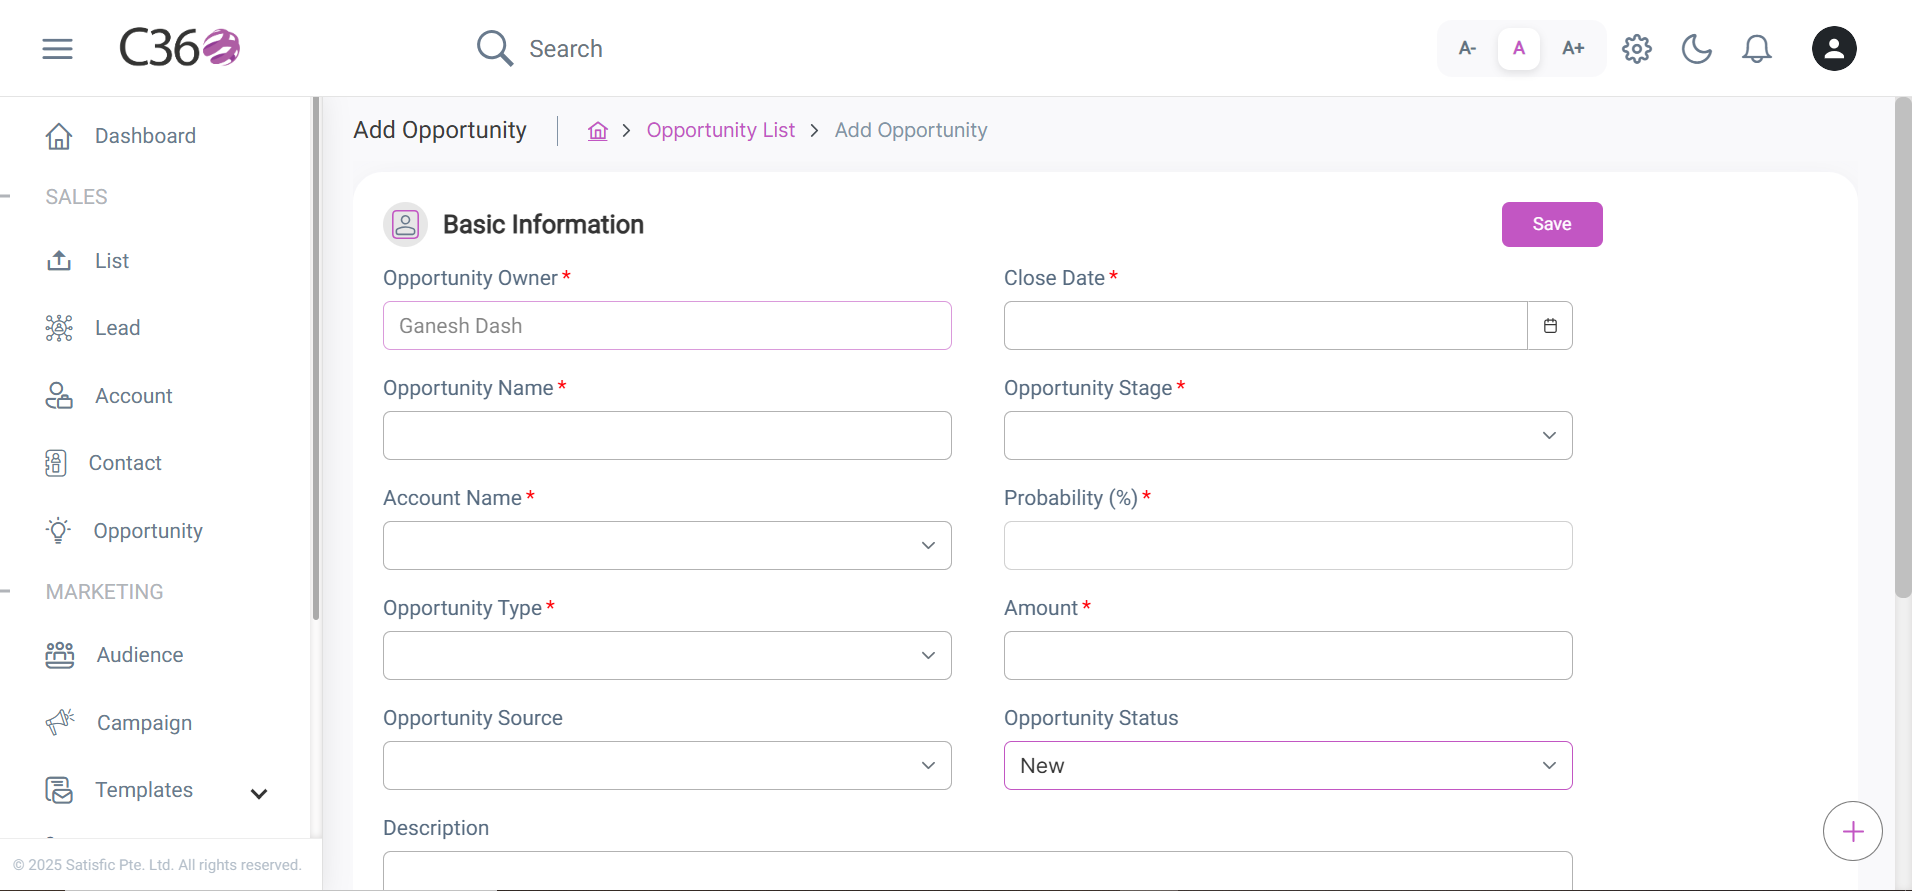 C360
Search
A- A A+
Dashboard
SALES
List
Lead
Account
Contact
Opportunity
MARKETING
Audience
Campaign
Templates
© 2025 Satisfic Pte. Ltd. All rights reserved.
Add Opportunity
Opportunity List > Add Opportunity
Basic Information
Save
Opportunity Owner *
Ganesh Dash
Close Date *
Opportunity Name *
Opportunity Stage *
Account Name *
Probability (%) *
Opportunity Type *
Amount *
Opportunity Source
Opportunity Status
New
Description